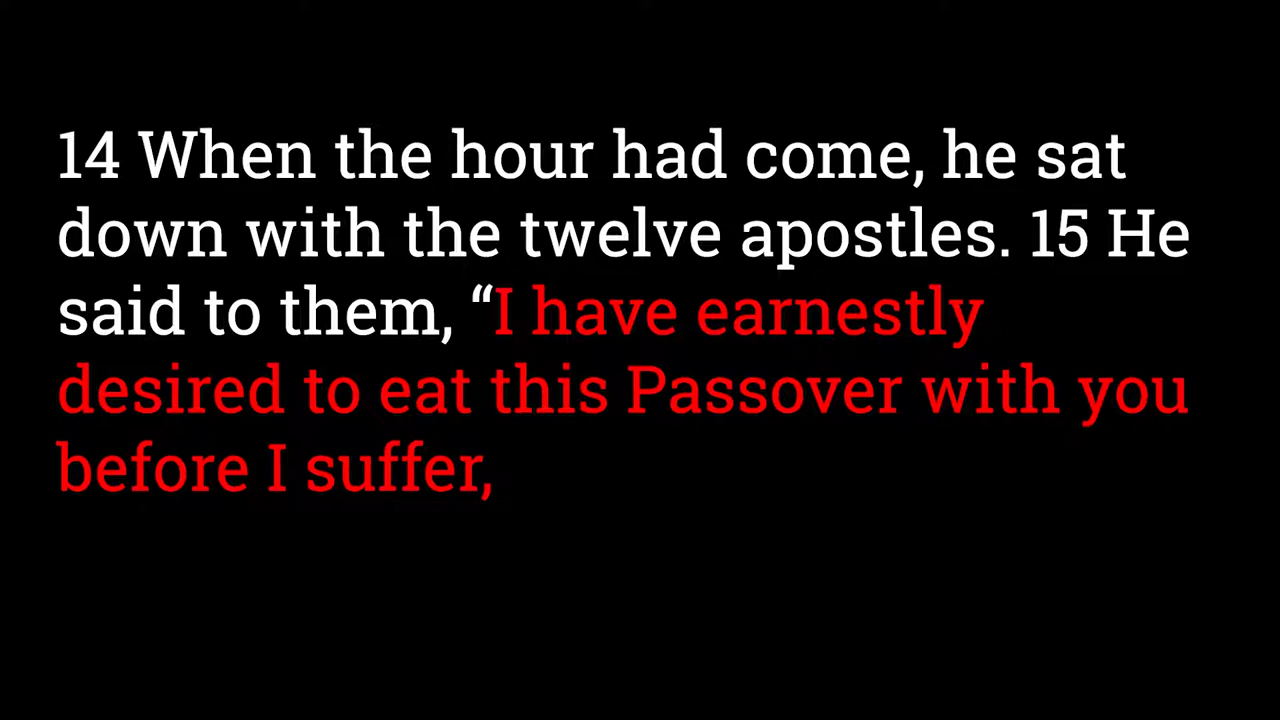 14 When the hour had come, he sat
down with the twelve apostles. 15 He
said to them, “I have earnestly
desired to eat this Passover with you
before I suffer,